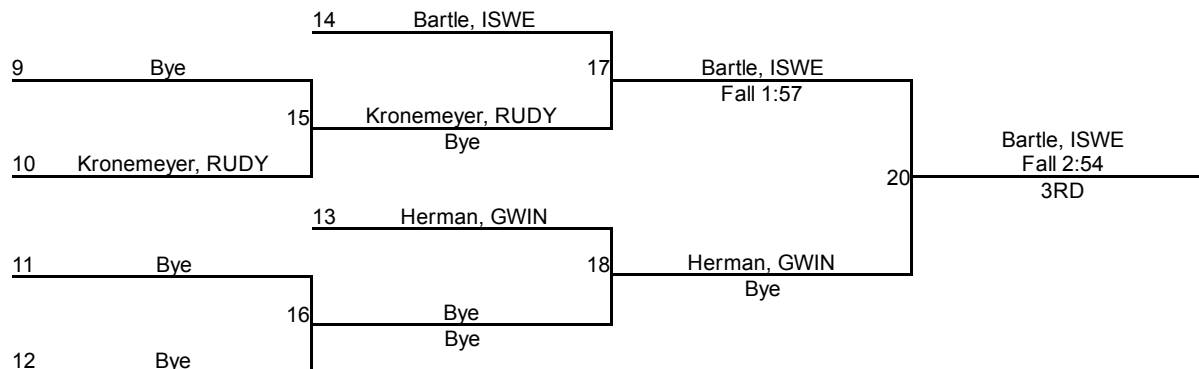 14 Bartle, ISWE
9 Bye
17 Bartle, ISWE
Fall 1:57
15 Kronemeyer, RUDY
Bye
Bartle, ISWE
10 Kronemeyer, RUDY
Fall 2:54
20
3RD
13 Herman, GWIN
11 Bye
18 Herman, GWIN
Bye
16 Bye
Bye
12 Bye